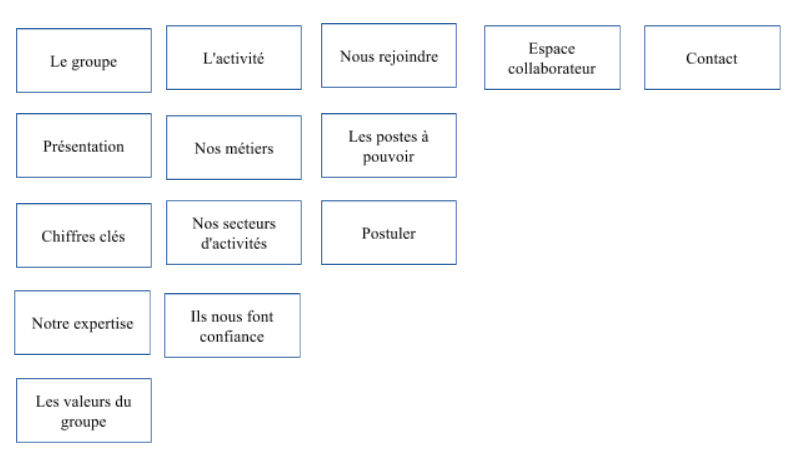 Le groupe
L'activité
Nous rejoindre
Espace
collaborateur
Contact
Présentation
Nos métiers
Les postes à
pouvoir
Chiffres clés
Nos secteurs
d'activités
Postuler
Notre expertise
Ils nous font
confiance
Les valeurs du
groupe